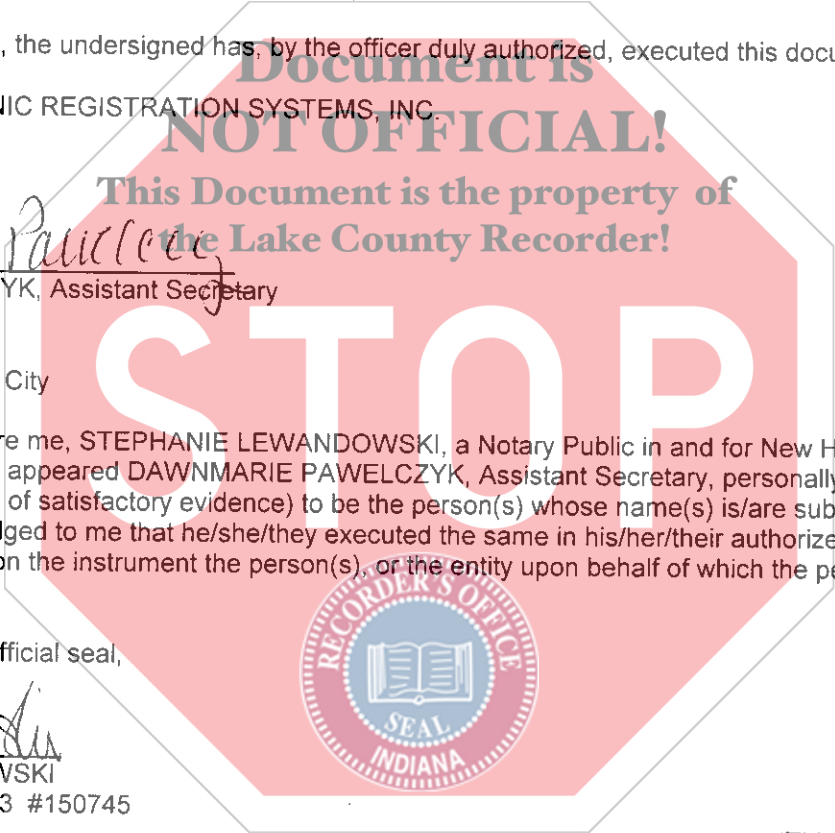 , the undersigned has, by the officer duly authorized, executed this docu
Document is
NIC REGISTRATION SYSTEMS, INC.
NOT OFFICIAL!
This Document is the property of
the Lake County Recorder!
YK, Assistant Secretary
STOP
City
re me, STEPHANIE LEWANDOWSKI, a Notary Public in and for New H
appeared DAWNMARIE PAWELCZYK, Assistant Secretary, personally
of satisfactory evidence) to be the person(s) whose name(s) is/are sub
dged to me that he/she/they executed the same in his/her/their authorize
on the instrument the person(s), or the entity upon behalf of which the pe
RECORDER'S OFFICE
SEAL
INDIANA
fficial seal,
WSKI
3 #150745